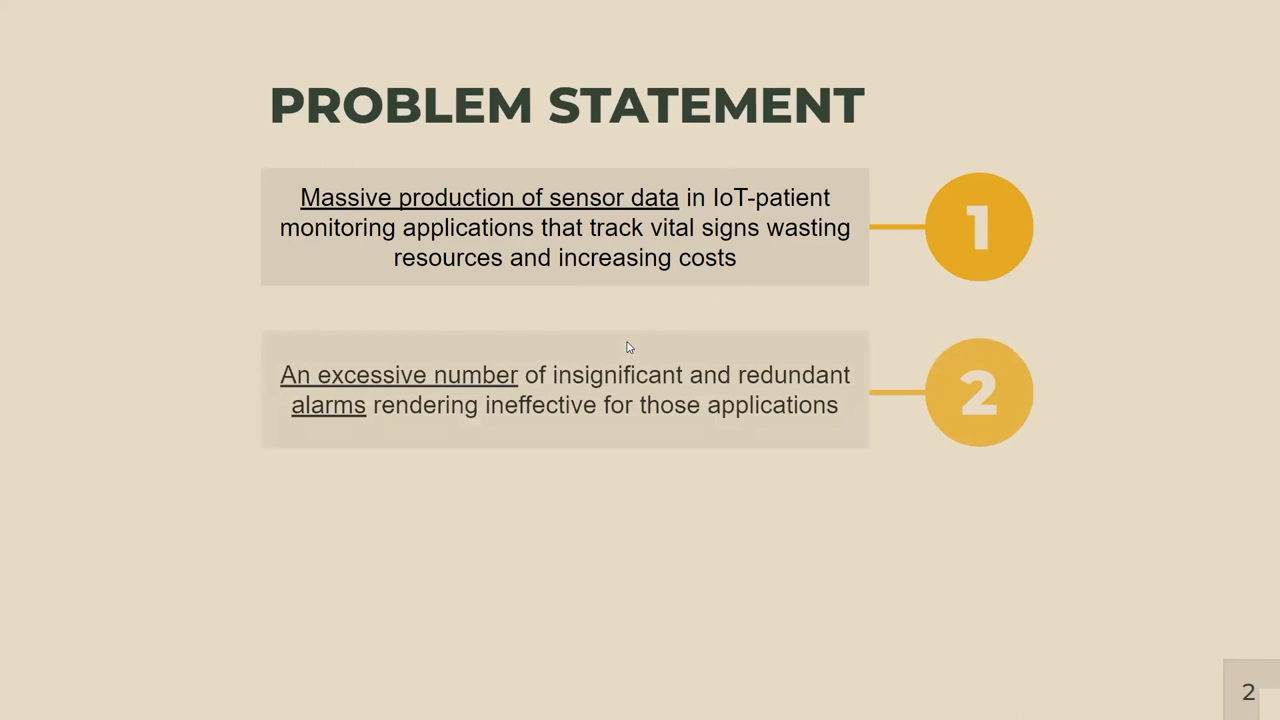 PROBLEM STATEMENT
Massive production of sensor data in IoT-patient
monitoring applications that track vital signs wasting
resources and increasing costs
1
An excessive number of insignificant and redundant
alarms rendering ineffective for those applications
2
2